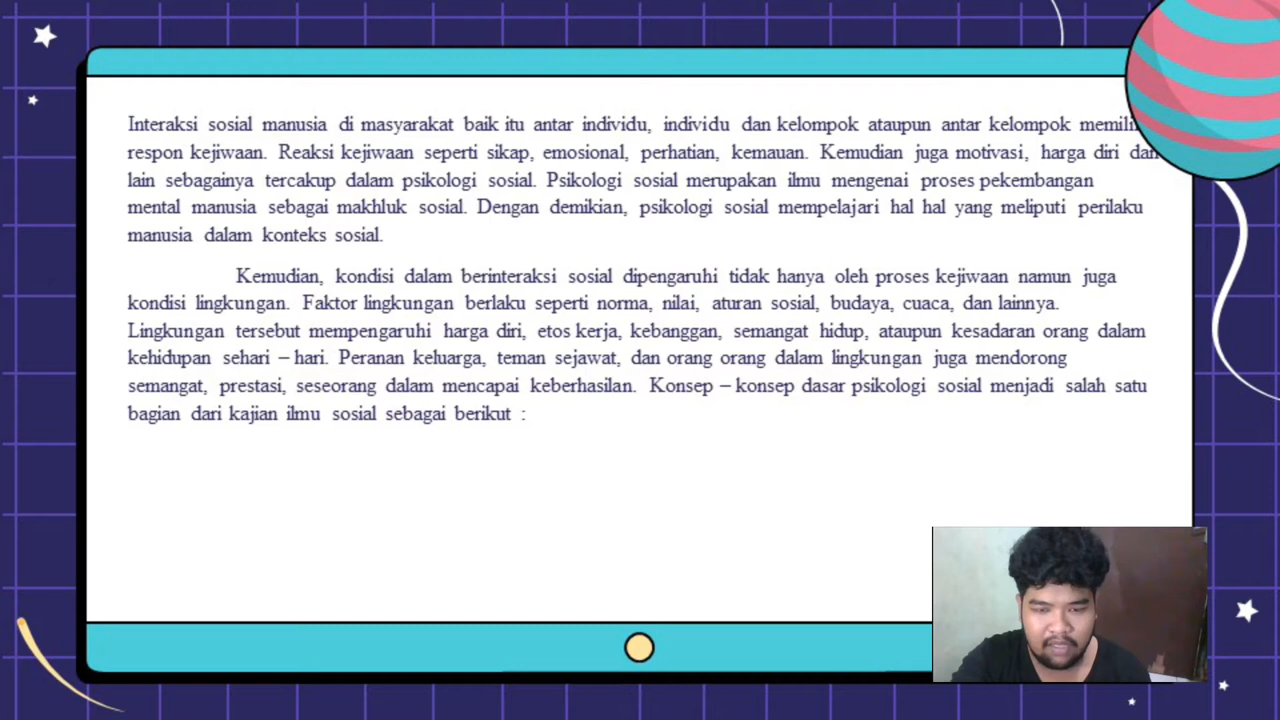 Interaksi sosial manusia di masyarakat baik itu antar individu, individu dan kelompok ataupun antar kelompok
respon kejiwaan. Reaksi kejiwaan seperti sikap, emosional, perhatian, kemauan. Kemudian juga motivasi, harga diri dan
lain sebagainya tercakup dalam psikologi sosial. Psikologi sosial merupakan ilmu mengenai proses pekembangan
mental manusia sebagai makhluk sosial. Dengan demikian, psikologi sosial mempelajari hal hal yang meliputi perilaku
manusia dalam konteks sosial.
Kemudian, kondisi dalam berinteraksi sosial dipengaruhi tidak hanya oleh proses kejiwaan namun juga
kondisi lingkungan. Faktor lingkungan berlaku seperti norma, nilai, aturan sosial, budaya, cuaca, dan lainnya.
Lingkungan tersebut mempengaruhi harga diri, etos kerja, kebanggan, semangat hidup, ataupun kesadaran orang dalam
kehidupan sehari – hari. Peranan keluarga, teman sejawat, dan orang orang dalam lingkungan juga mendorong
semangat, prestasi, seseorang dalam mencapai keberhasilan. Konsep – konsep dasar psikologi sosial menjadi salah satu
bagian dari kajian ilmu sosial sebagai berikut :